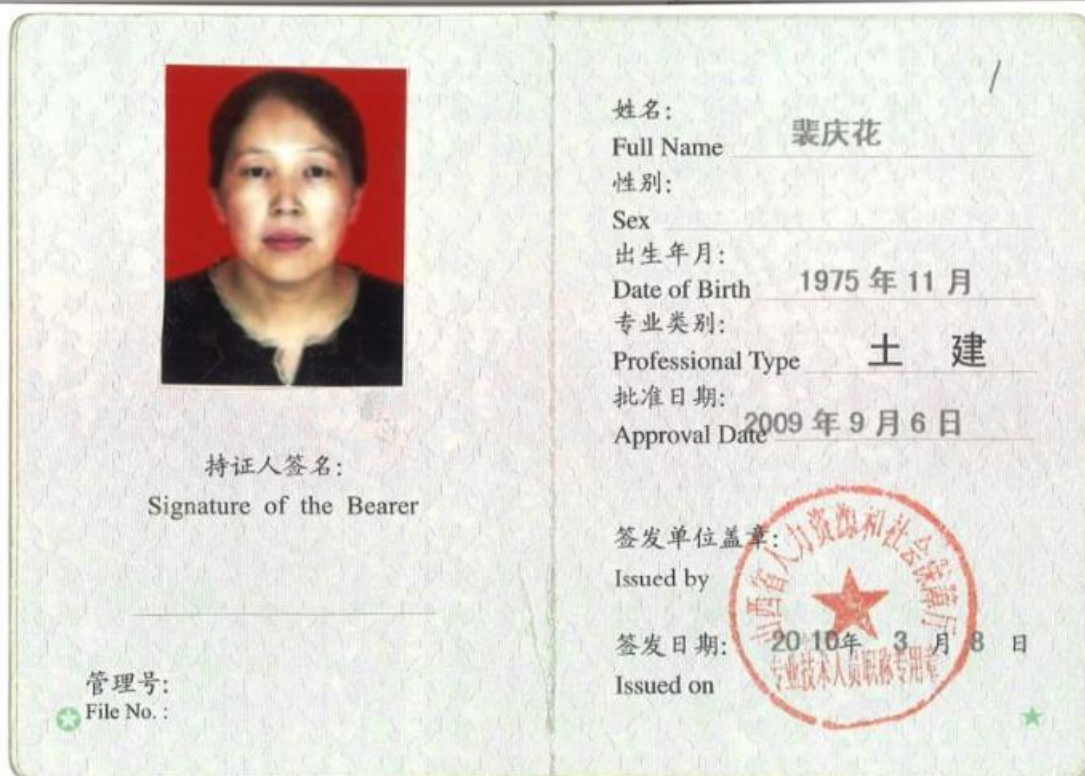 持证人签名:
Signature of the Bearer
管理号:
File No. :
姓名:
Full Name 裴庆花
性别:
Sex
出生年月:
Date of Birth 1975 年 11 月
专业类别:
Professional Type 土 建
批准日期:
Approval Date 2009 年 9 月 6 日
签发单位盖章:
Issued by
山西省人力资源和社会保障厅
签发日期: 2010年 3 月 8 日
专业技术人员职称专用章
Issued on